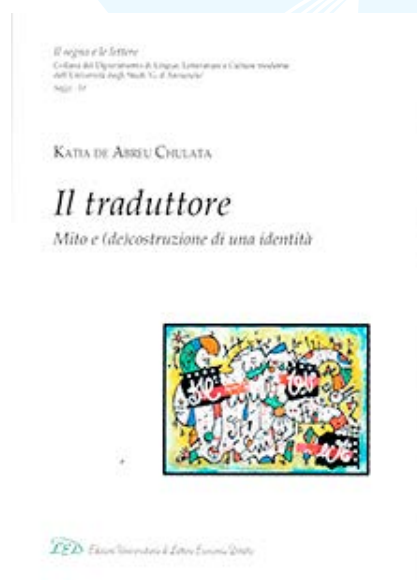 Il segno e le lettere
Collana del Dipartimento di Lingue, Letterature e Culture moderne
dell'Università degli Studi 'G. d'Annunzio'
Saggi -
KATIA DE ABREU CHULATA
Il traduttore
Mito e (de)costruzione di una identità
LED Edizioni Universitarie di Lettere Economia Diritto